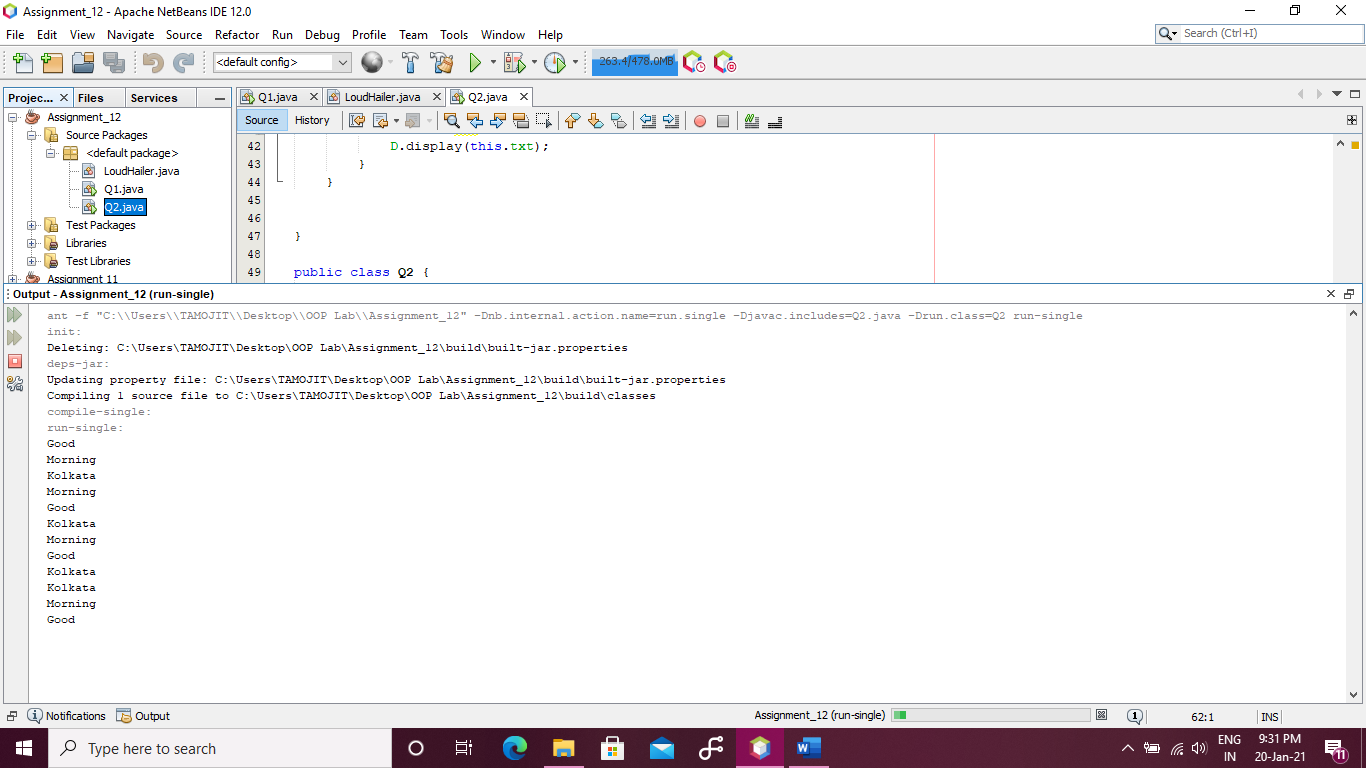 Assignment_12 - Apache NetBeans IDE 12.0
File Edit View Navigate Source Refactor Run Debug Profile Team Tools Window Help
Search (Ctrl+I)
<default config>
263.4/478.0MB
Projec... Files Services
Q1.java LoudHailer.java Q2.java
Assignment_12
Source Packages
<default package>
LoudHailer.java
Q1.java
Q2.java
Test Packages
Libraries
Test Libraries
Assignment_11
Source History
42 D.display(this.txt);
43 }
44 }
45
46
47 }
48
49 public class Q2 {
Output - Assignment_12 (run-single)
ant -f "C:\\Users\\TAMOJIT\\Desktop\\OOP Lab\\Assignment_12" -Dnb.internal.action.name=run.single -Djavac.includes=Q2.java -Drun.class=Q2 run-single
init:
Deleting: C:\Users\TAMOJIT\Desktop\OOP Lab\Assignment_12\build\built-jar.properties
deps-jar:
Updating property file: C:\Users\TAMOJIT\Desktop\OOP Lab\Assignment_12\build\built-jar.properties
Compiling 1 source file to C:\Users\TAMOJIT\Desktop\OOP Lab\Assignment_12\build\classes
compile-single:
run-single:
Good
Morning
Kolkata
Morning
Good
Kolkata
Morning
Good
Kolkata
Kolkata
Morning
Good
Notifications Output
Assignment_12 (run-single)
1
62:1
INS
Type here to search
ENG
IN
9:31 PM
20-Jan-21
11